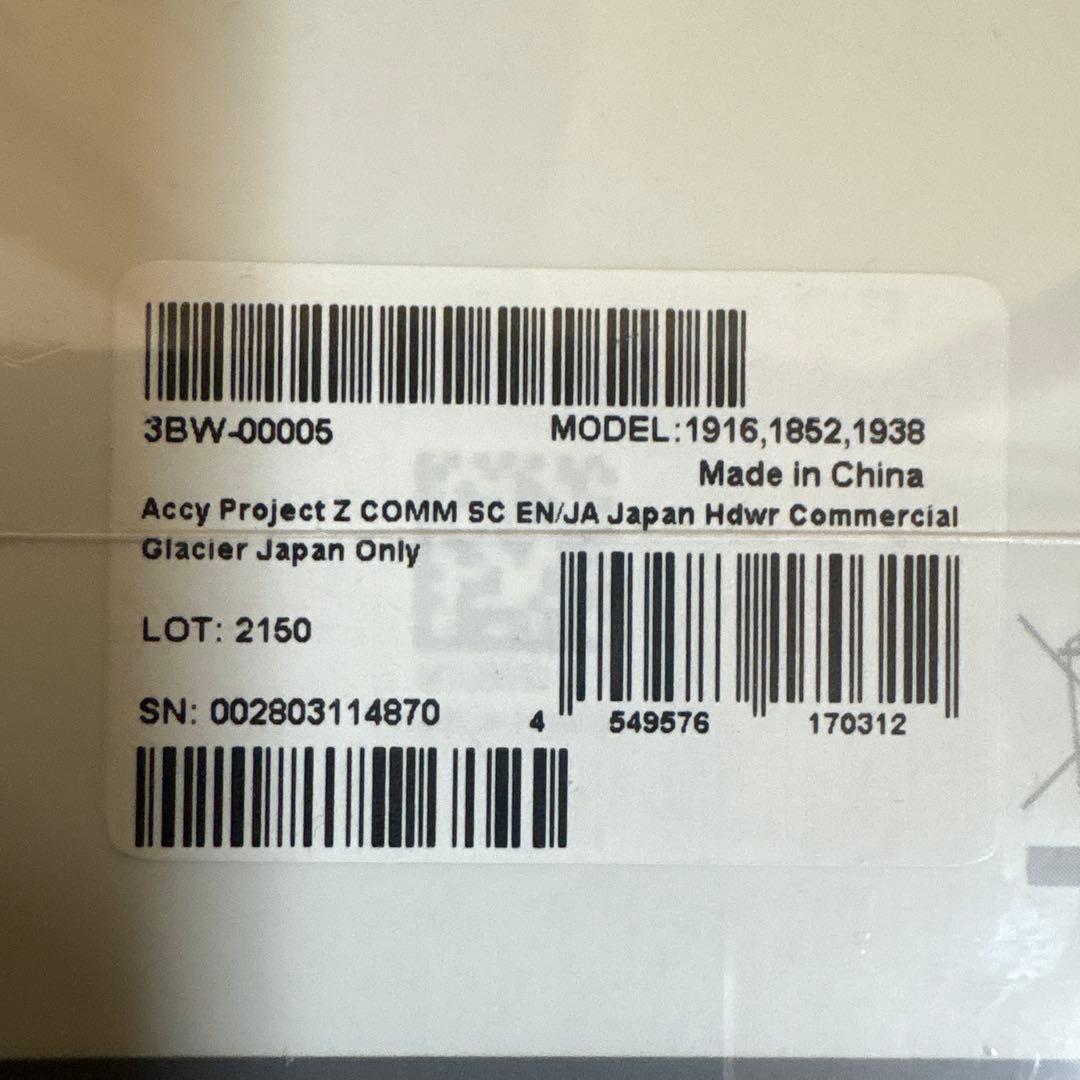 3BW-00005
MODEL:1916,1852,1938
Made in China
Accy Project Z COMM SC EN/JA Japan Hdwr Commercial
Glacier Japan Only
LOT: 2150
SN: 002803114870
4 549576 170312